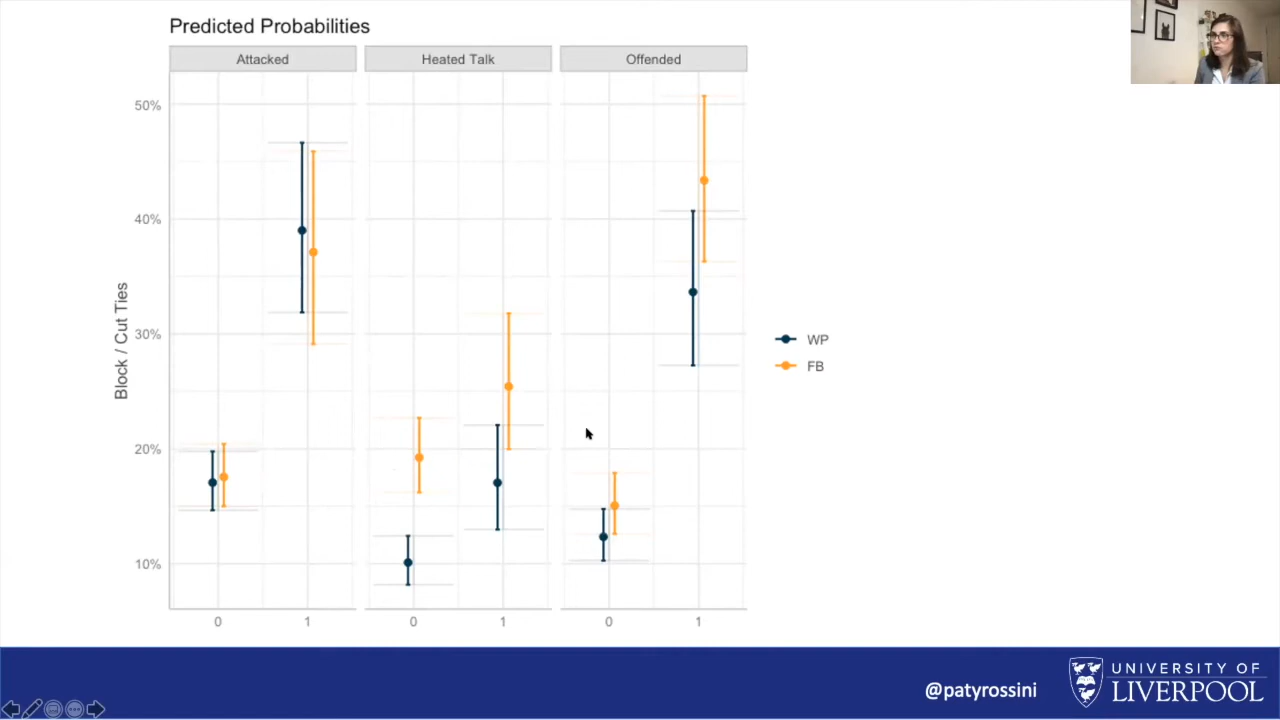 Predicted Probabilities
Attacked
Heated Talk
Offended
50%
40%
30%
20%
10%
Block / Cut Ties
0
1
0
1
0
1
WP
FB
@patyrossini
UNIVERSITY OF
LIVERPOOL